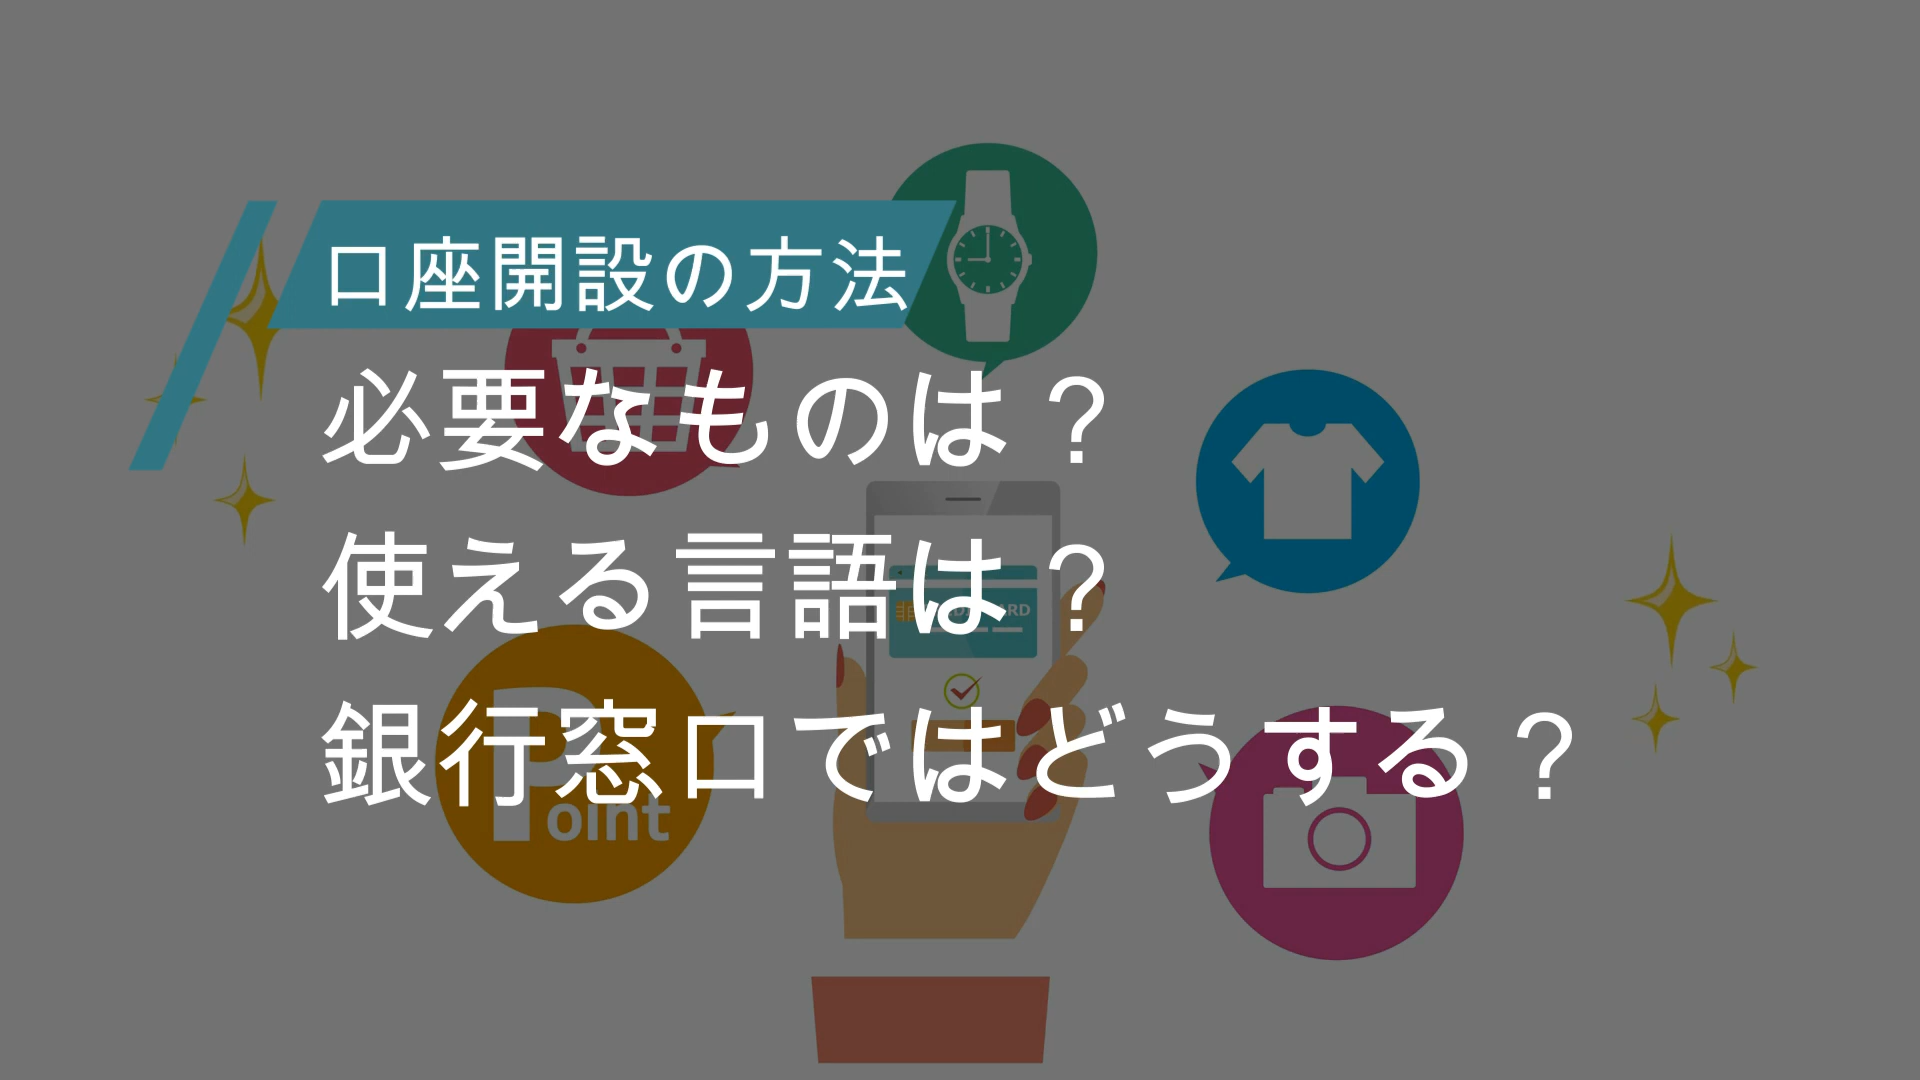 口座開設の方法
必要なものは？
使える言語は？
銀行窓口ではどうする？
Point